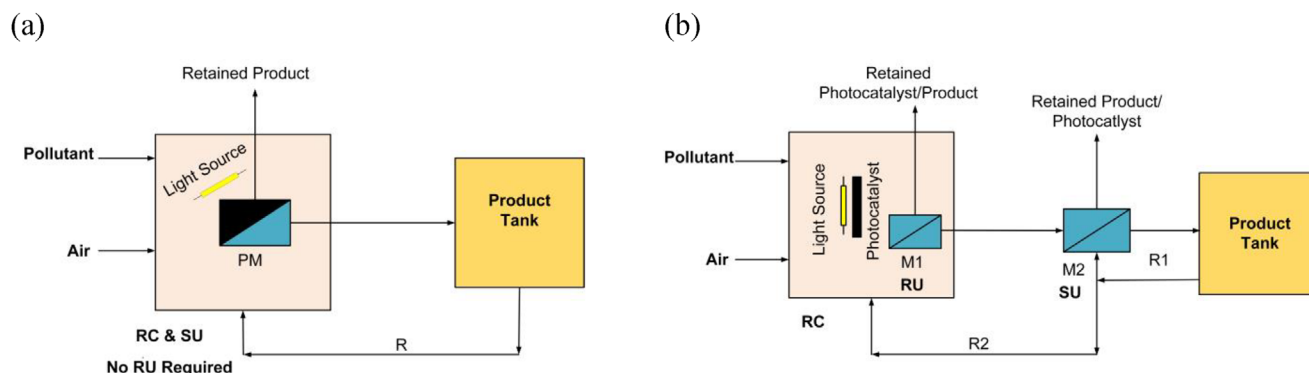 (a)
Retained Product
Pollutant
Light Source
Air
PM
Product
Tank
RC & SU
R
No RU Required
(b)
Retained
Photocatalyst/Product
Retained Product/
Photocatlyst
Pollutant
Light Source
Photocatalyst
Air
M1
RU
M2
SU
R1
Product
Tank
RC
R2